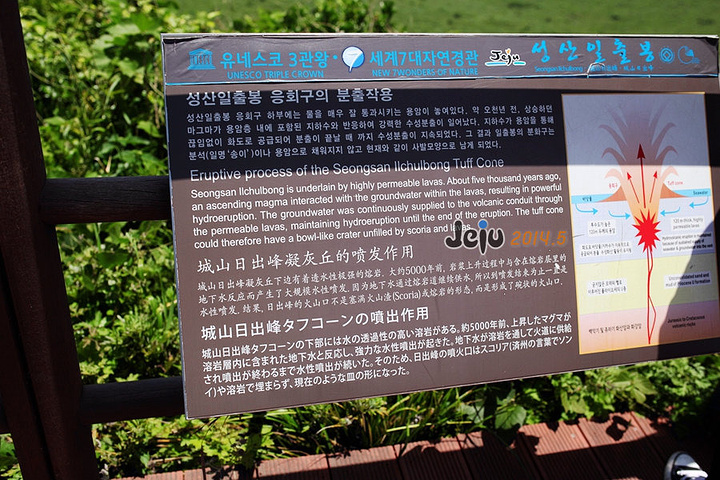 유네스코 3관왕
UNESCO TRIPLE CROWN
세계7대자연경관
NEW 7WONDERS OF NATURE
Jeju
성산일출봉
Seongsan Ilchulbong
성산일출봉 응회구의 분출작용
성산일출봉 응회구 하부에는 물을 매우 잘 통과시키는 용암이 놓여있다. 약 오천년 전, 상승하던
마그마가 용암층 내에 포함된 지하수와 반응하여 강력한 수성분출이 일어났다. 지하수가 용암을 통해
끊임없이 화도로 공급되어 분출이 끝날 때 까지 수성분출이 지속되었다. 그 결과 일출봉의 분화구는
분석(일명 '송이')이나 용암으로 채워지지 않고 현재와 같이 사발모양으로 남게 되었다.
Eruptive process of the Seongsan Ilchulbong Tuff Cone
Seongsan Ilchulbong is underlain by highly permeable lavas. About five thousand years ago,
an ascending magma interacted with the groundwater within the lavas, resulting in powerful
hydroeruption. The groundwater was continuously supplied to the volcanic conduit through
the permeable lavas, maintaining hydroeruption until the end of the eruption. The tuff cone
could therefore have a bowl-like crater unfilled by scoria and
Jeju 2014.5
城山日出峰凝灰丘的喷发作用
城山日出峰凝灰丘下边有着透水性极强的熔岩. 大约5000年前, 岩浆上升过程中与含在熔岩层里的
地下水反应而产生了大规模水性喷发. 因为地下水通过熔岩道继续供水, 所以到喷发结束为止一直是
水性喷发. 结果, 日出峰的火山口不是塞满火山渣(Scoria)或熔岩的形态, 而是形成了碗状的火山口.
城山日出峰タフコーンの噴出作用
城山日出峰タフコーンの下部には水の透過性の高い溶岩がある。約5000年前、上昇したマグマが
溶岩層内に含まれた地下水と反応し、強力な水性噴出が起きた。地下水が溶岩を通して火道に供給
され噴出が終わるまで水性噴出が続いた。そのため、日出峰の噴火口はスコリア(済州の言葉でソン
イ)や溶岩で埋まらず、現在のような皿の形になった。
Tuff cone
Seawater